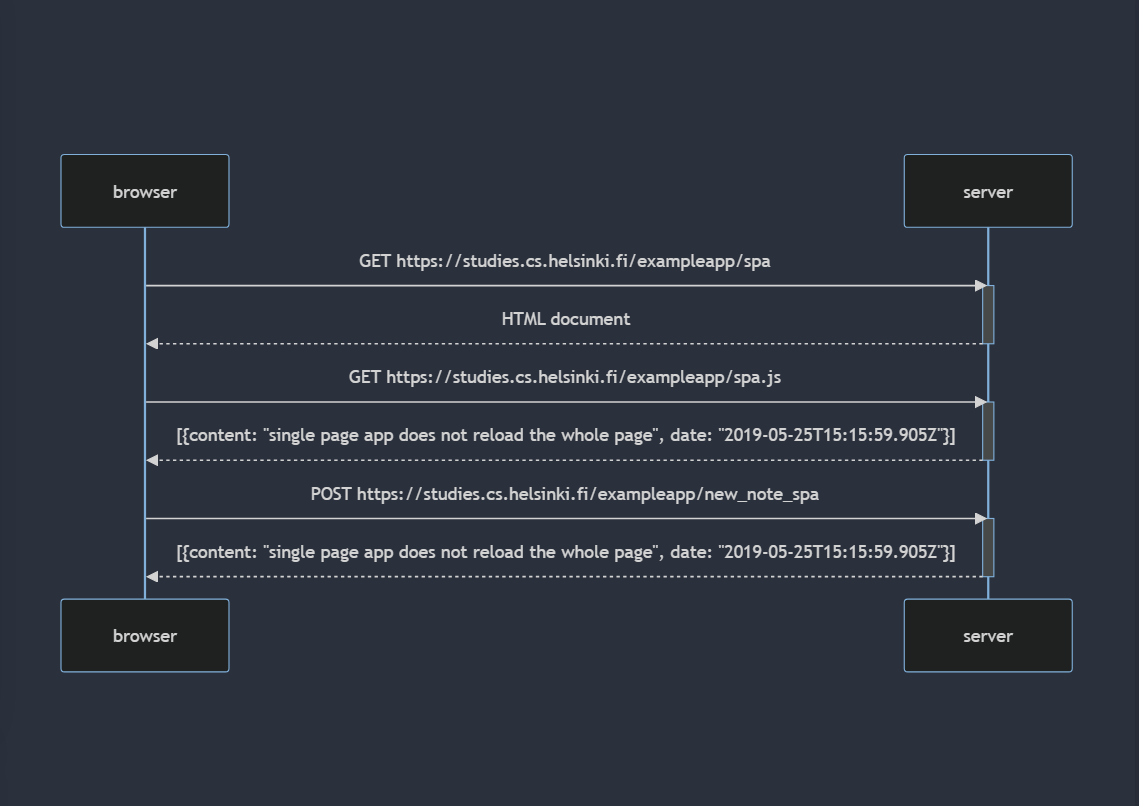 browser
server
GET https://studies.cs.helsinki.fi/exampleapp/spa
HTML document
GET https://studies.cs.helsinki.fi/exampleapp/spa.js
[{content: "single page app does not reload the whole page", date: "2019-05-25T15:15:59.905Z"}]
POST https://studies.cs.helsinki.fi/exampleapp/new_note_spa
[{content: "single page app does not reload the whole page", date: "2019-05-25T15:15:59.905Z"}]
browser
server